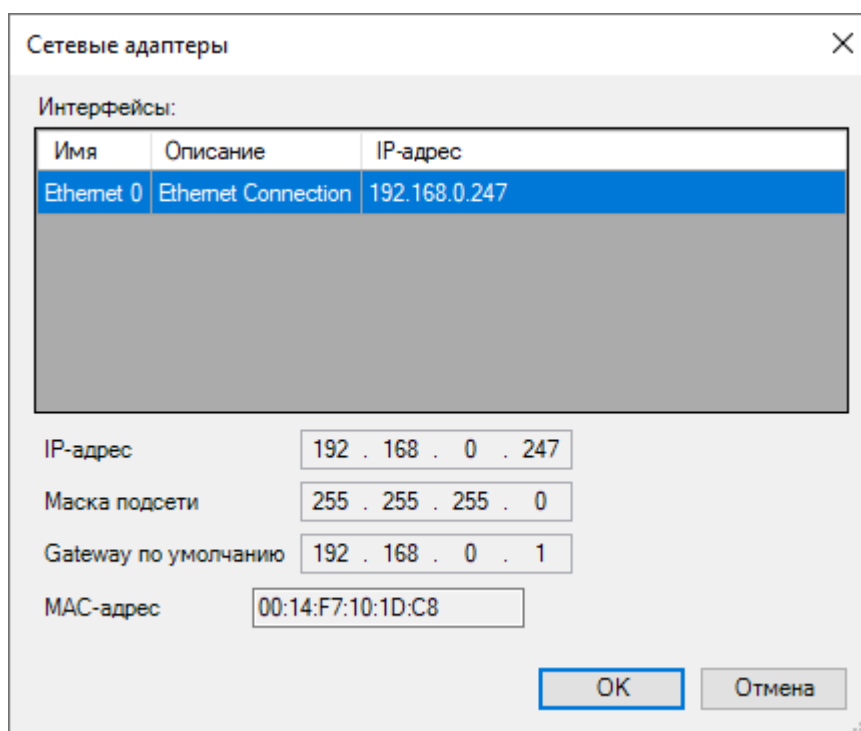 Сетевые адаптеры
Интерфейсы:
Имя Описание IP-адрес
Ethernet 0 Ethernet Connection 192.168.0.247
IP-адрес 192 . 168 . 0 . 247
Маска подсети 255 . 255 . 255 . 0
Gateway по умолчанию 192 . 168 . 0 . 1
MAC-адрес 00:14:F7:10:1D:C8
OK Отмена